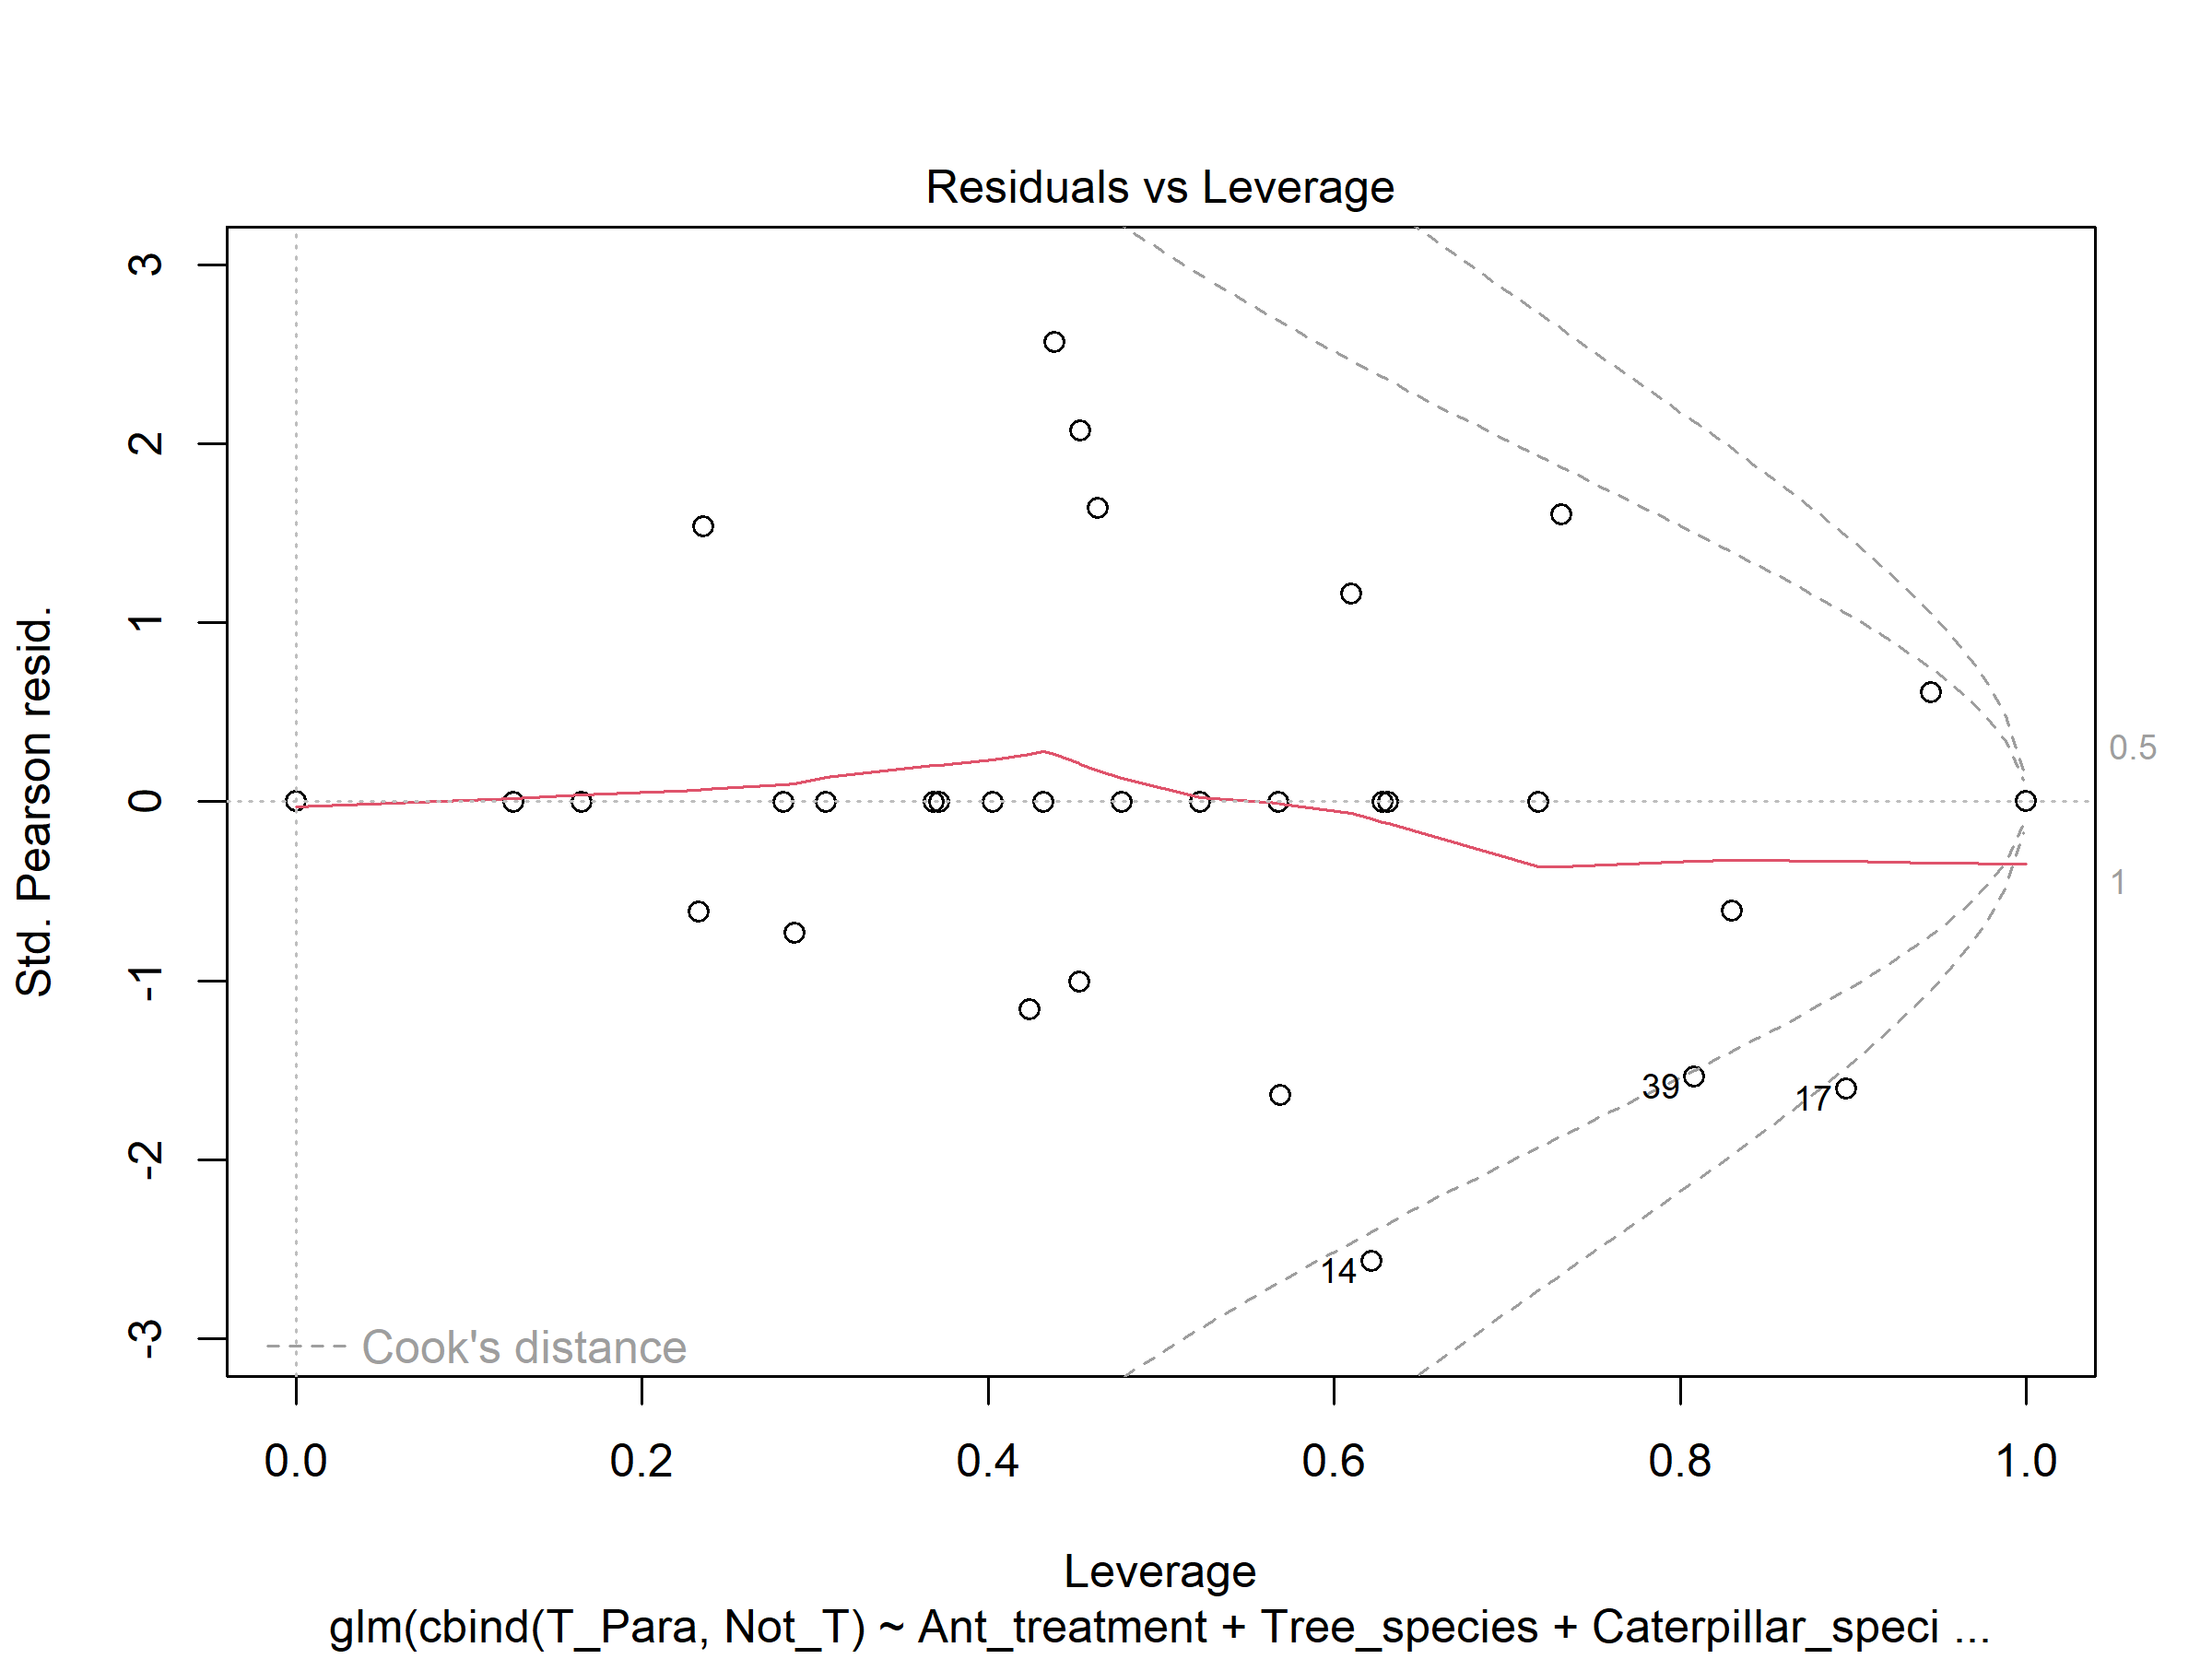 Residuals vs Leverage
Std. Pearson resid.
3
2
1
0
-1
-2
-3
0.5
1
39
17
14
Cook's distance
0.0 0.2 0.4 0.6 0.8 1.0
Leverage
glm(cbind(T_Para, Not_T) ~ Ant_treatment + Tree_species + Caterpillar_speci ...